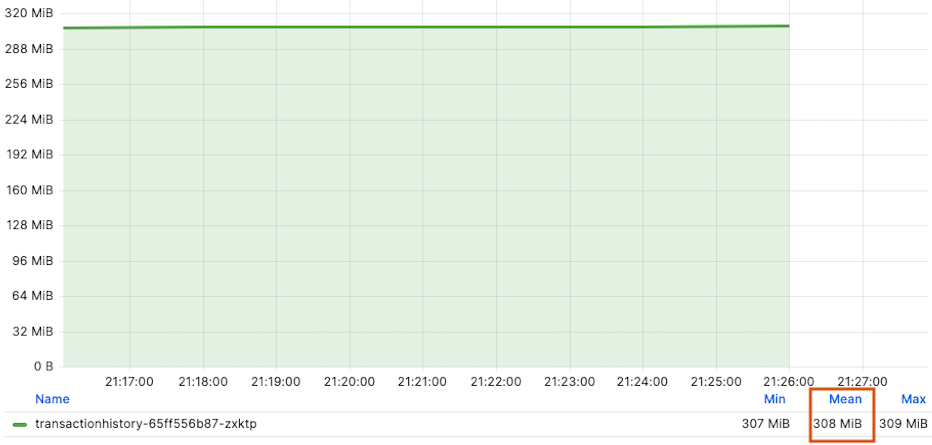 320 MiB
288 MiB
256 MiB
224 MiB
192 MiB
160 MiB
128 MiB
96 MiB
64 MiB
32 MiB
0 B
21:17:00 21:18:00 21:19:00 21:20:00 21:21:00 21:22:00 21:23:00 21:24:00 21:25:00 21:26:00 21:27:00
Name Min Mean Max
transactionhistory-65ff556b87-zxktp 307 MiB 308 MiB 309 MiB